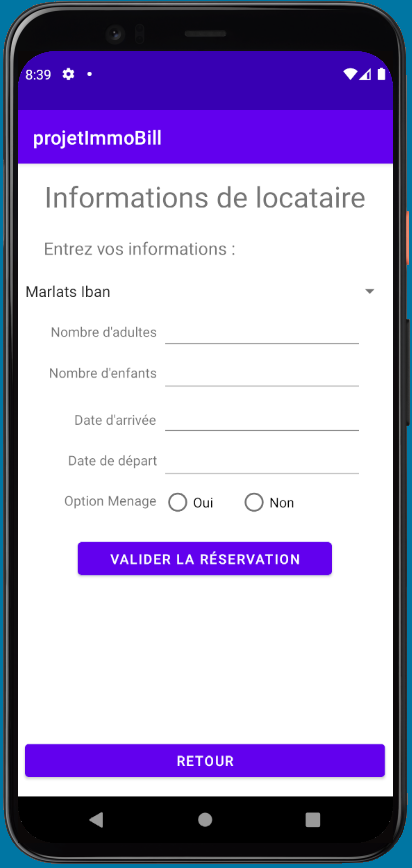 8:39
projetImmoBill
Informations de locataire
Entrez vos informations :
Marlats Iban
Nombre d'adultes
Nombre d'enfants
Date d'arrivée
Date de départ
Option Menage Oui Non
VALIDER LA RÉSERVATION
RETOUR